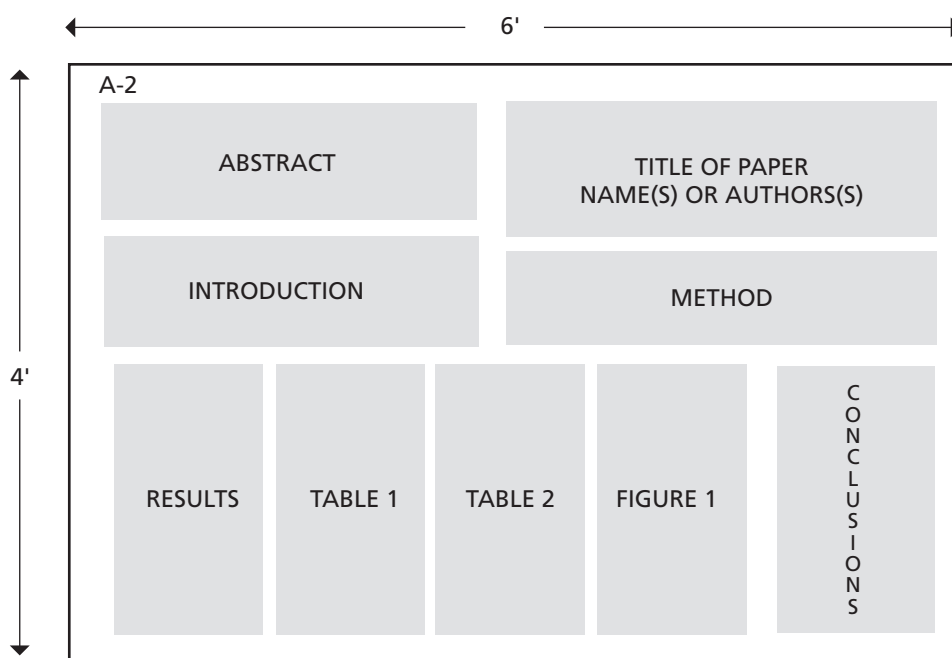 6'
A-2
ABSTRACT
TITLE OF PAPER
NAME(S) OR AUTHORS(S)
INTRODUCTION
METHOD
4'
RESULTS
TABLE 1
TABLE 2
FIGURE 1
CONCLUSIONS